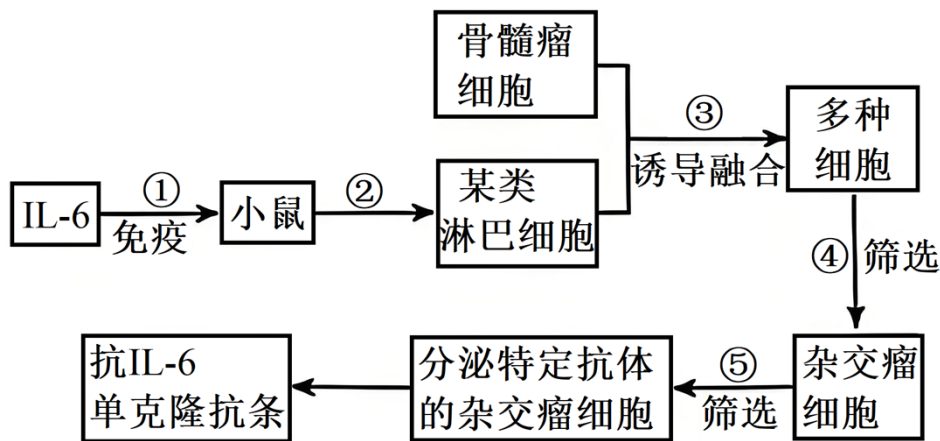 骨髓瘤
细胞
③
诱导融合
多种
细胞
IL-6
①
免疫
小鼠
②
某类
淋巴细胞
④
筛选
杂交瘤
细胞
⑤
筛选
分泌特定抗体
的杂交瘤细胞
抗IL-6
单克隆抗条